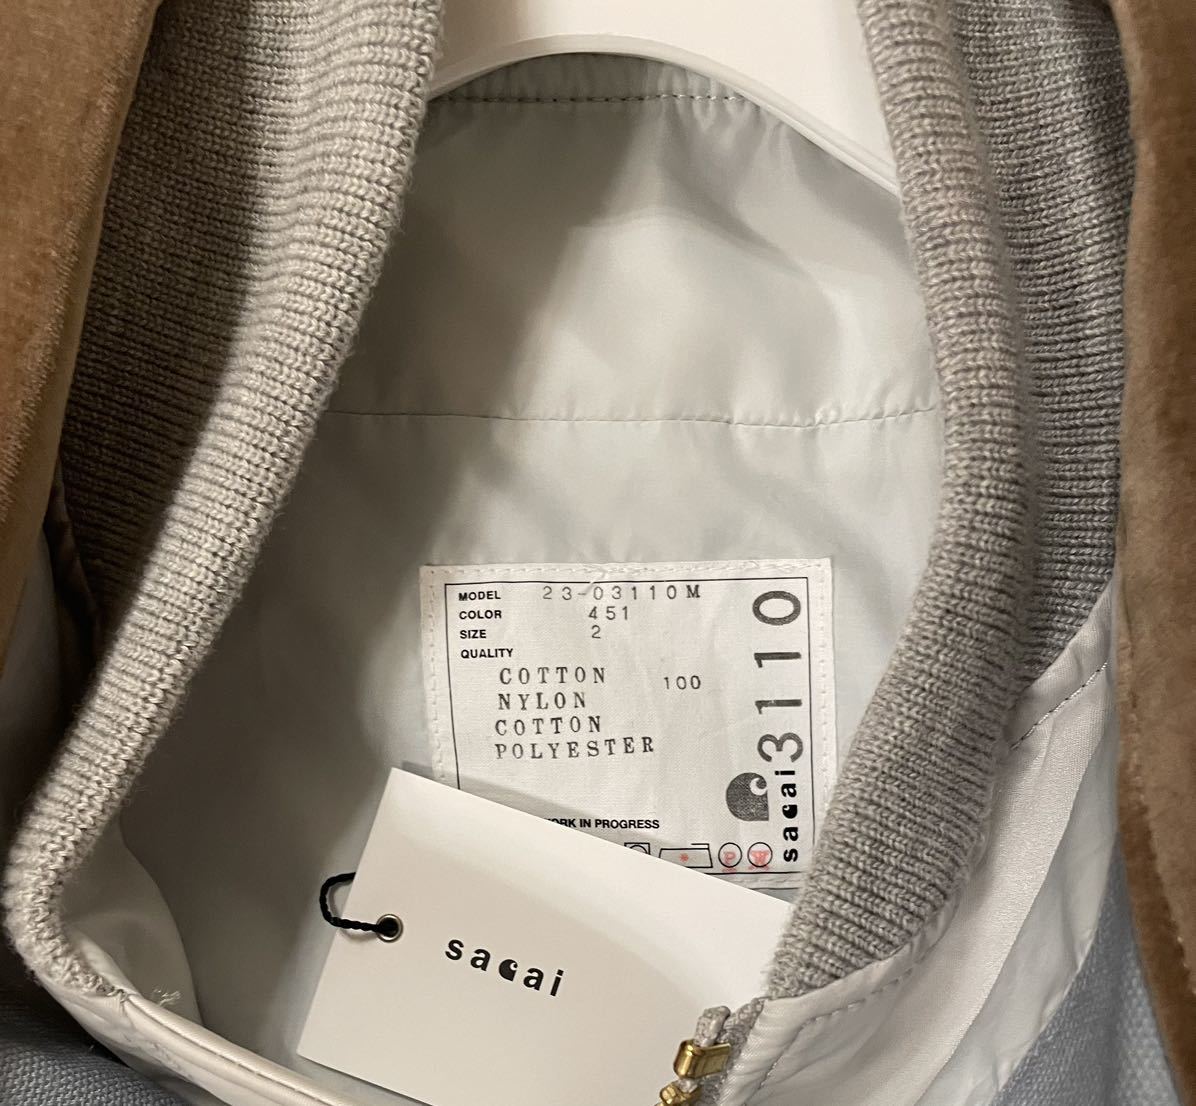 MODEL 23-03110M
COLOR 451
SIZE 2
QUALITY
COTTON 100
NYLON
COTTON
POLYESTER
WORK IN PROGRESS
P W
sacai 3110
sacai